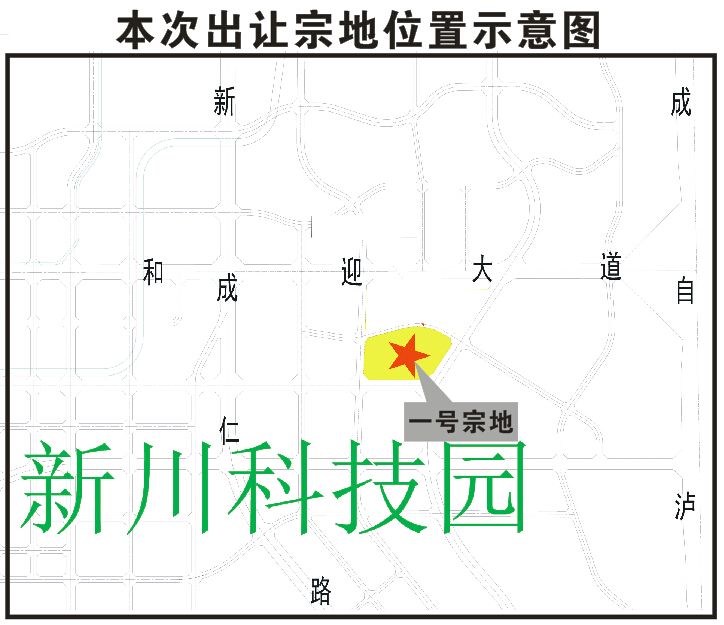 本次出让宗地位置示意图
新
成
和
成
迎
大
道
自
一号宗地
仁
新川科技园
泸
路